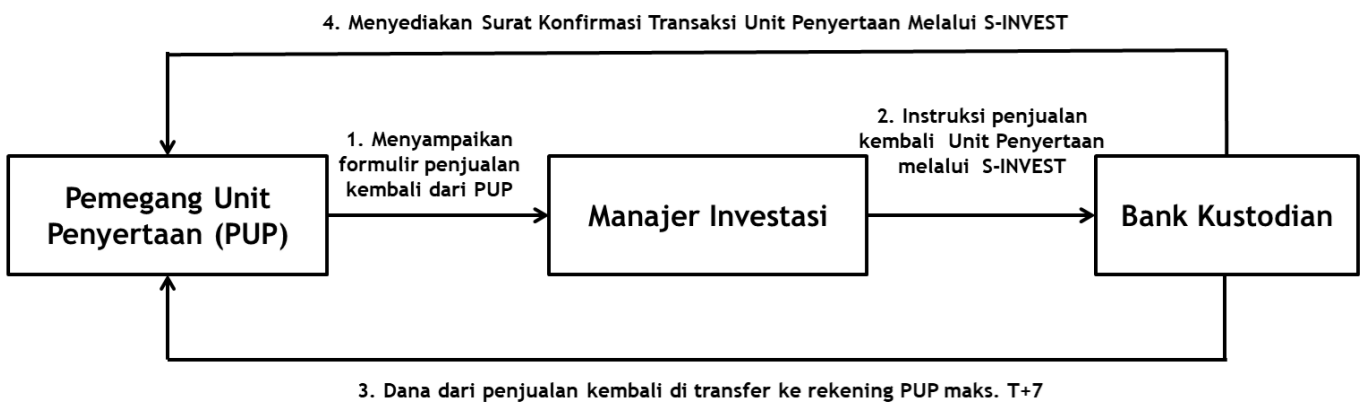 4. Menyediakan Surat Konfirmasi Transaksi Unit Penyertaan Melalui S-INVEST
1. Menyampaikan
formulir penjualan
kembali dari PUP
2. Instruksi penjualan
kembali Unit Penyertaan
melalui S-INVEST
Pemegang Unit
Penyertaan (PUP)
Manajer Investasi
Bank Kustodian
3. Dana dari penjualan kembali di transfer ke rekening PUP maks. T+7